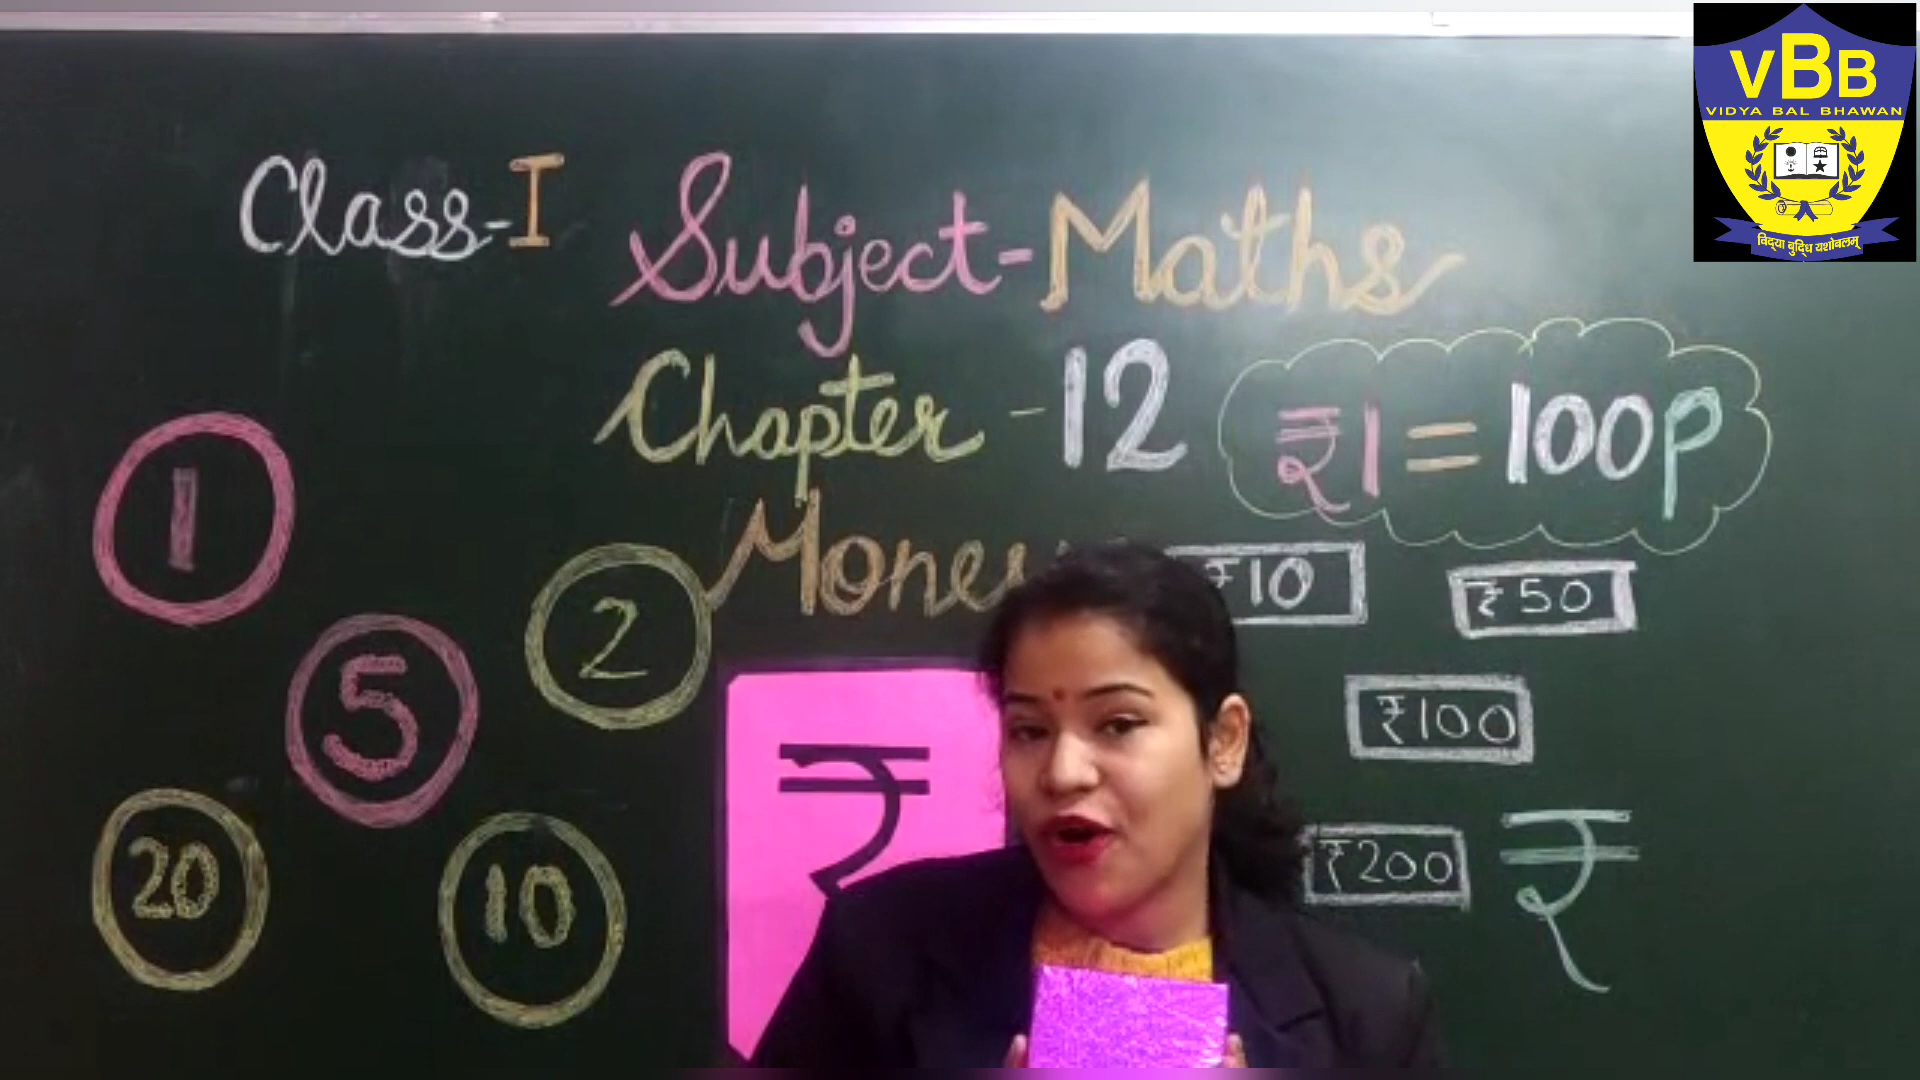 VBB
VIDYA BAL BHAWAN
विद्या बुद्धि यशोबलम्
Class-I
Subject-Maths
Chapter-12
₹1 = 100p
Money
1
2
5
20
10
₹10
₹50
₹100
₹200
₹
₹